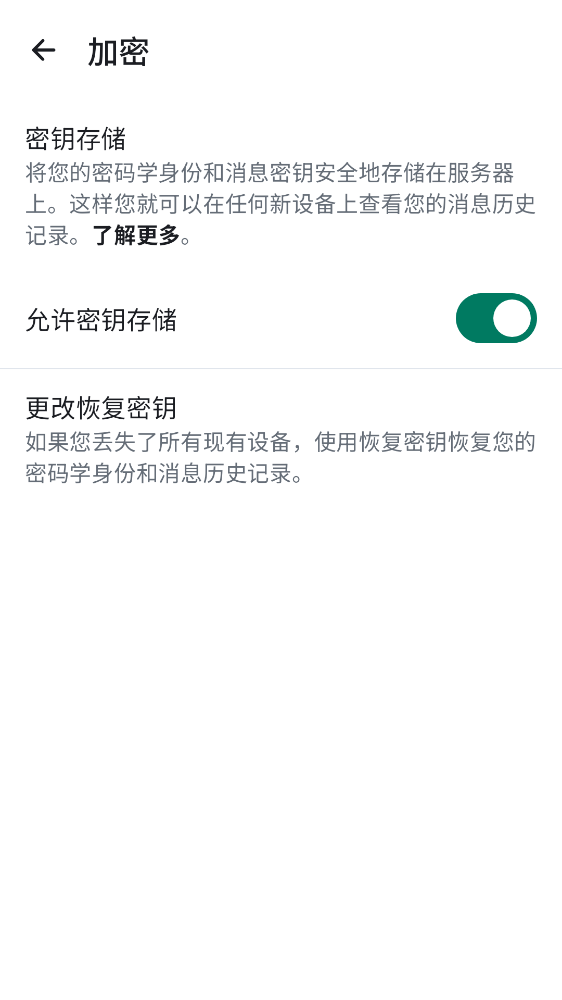 加密
密钥存储
将您的密码学身份和消息密钥安全地存储在服务器
上。这样您就可以在任何新设备上查看您的消息历史
记录。了解更多。
允许密钥存储
更改恢复密钥
如果您丢失了所有现有设备，使用恢复密钥恢复您的
密码学身份和消息历史记录。